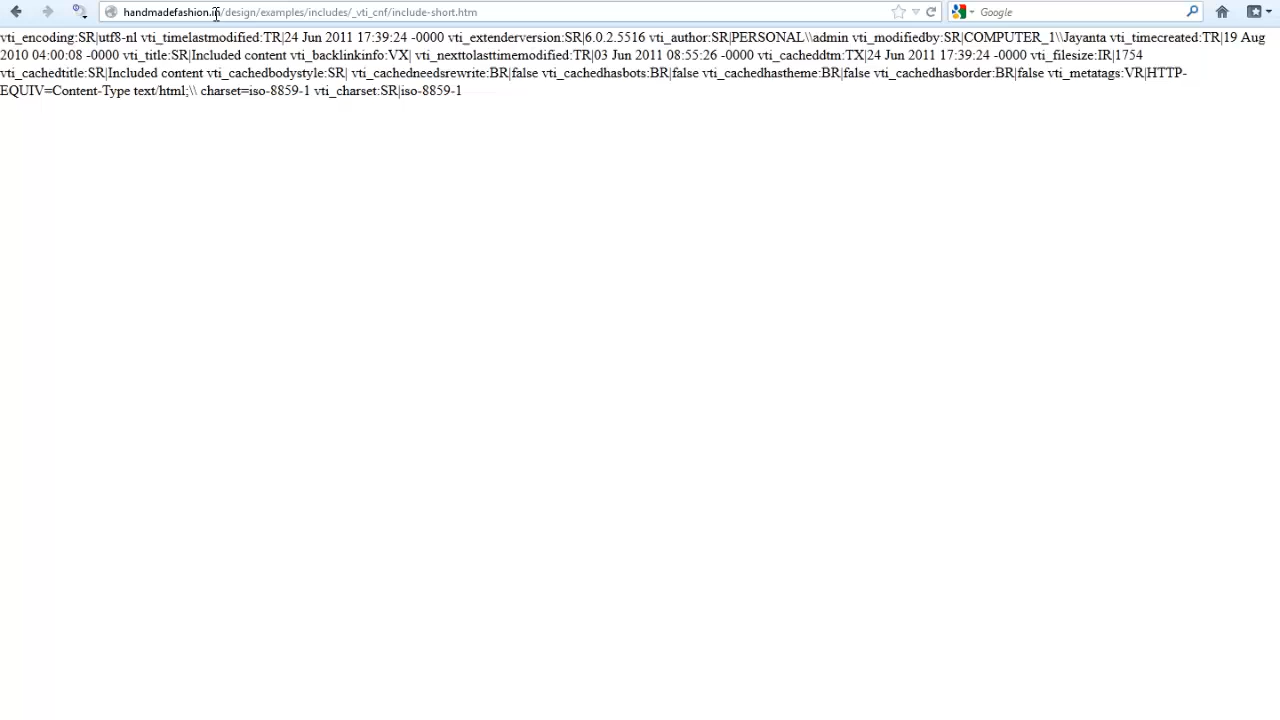 handmadefashion.in/design/examples/includes/_vti_cnf/include-short.htm
Google
vti_encoding:SR|utf8-nl vti_timelastmodified:TR|24 Jun 2011 17:39:24 -0000 vti_extenderversion:SR|6.0.2.5516 vti_author:SR|PERSONAL\\admin vti_modifiedby:SR|COMPUTER_1\\Jayanta vti_timecreated:TR|19 Aug
2010 04:00:08 -0000 vti_title:SR|Included content vti_backlinkinfo:VX| vti_nexttolasttimemodified:TR|03 Jun 2011 08:55:26 -0000 vti_cacheddtm:TX|24 Jun 2011 17:39:24 -0000 vti_filesize:IR|1754
vti_cachedtitle:SR|Included content vti_cachedbodystyle:SR| vti_cachedneedsrewrite:BR|false vti_cachedhasbots:BR|false vti_cachedhastheme:BR|false vti_cachedhasborder:BR|false vti_metatags:VR|HTTP-
EQUIV=Content-Type text/html;\\ charset=iso-8859-1 vti_charset:SR|iso-8859-1